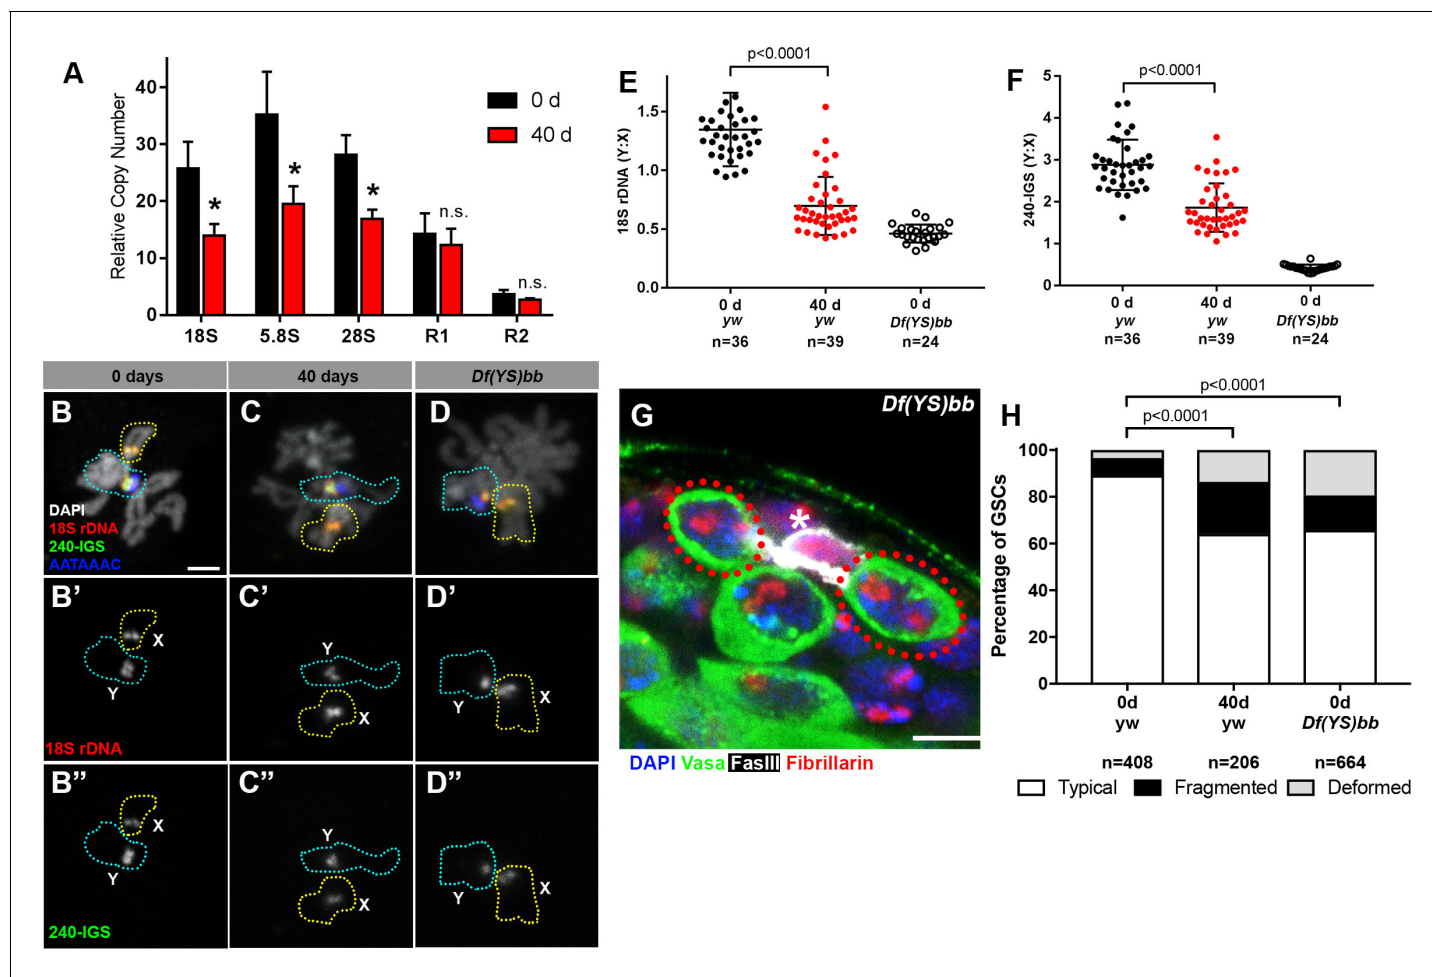 A
Relative Copy Number
40
30
20
10
0
0 d
40 d
*
*
*
n.s.
n.s.
18S
5.8S
28S
R1
R2
E
p<0.0001
18S rDNA (Y:X)
1.5
1.0
0.5
0.0
0 d
yw
n=36
40 d
yw
n=39
0 d
Df(YS)bb
n=24
F
p<0.0001
240-IGS (Y:X)
5
4
3
2
1
0
0 d
yw
n=36
40 d
yw
n=39
0 d
Df(YS)bb
n=24
0 days
40 days
Df(YS)bb
B
DAPI
18S rDNA
240-IGS
AATAAAC
C
D
B’
X
Y
18S rDNA
C’
Y
X
D’
Y
X
B”
X
Y
240-IGS
C”
Y
X
D”
Y
X
G
Df(YS)bb
*
DAPI Vasa FasIII Fibrillarin
H
p<0.0001
p<0.0001
Percentage of GSCs
100
80
60
40
20
0
0d
yw
n=408
40d
yw
n=206
0d
Df(YS)bb
n=664
Typical Fragmented Deformed